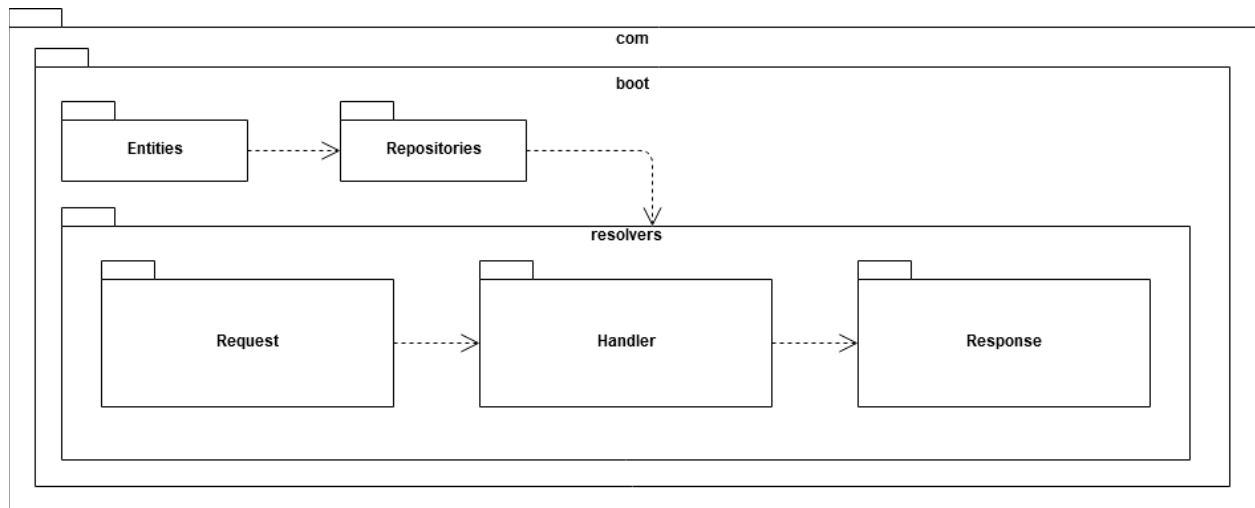 com
boot
Entities
Repositories
resolvers
Request
Handler
Response